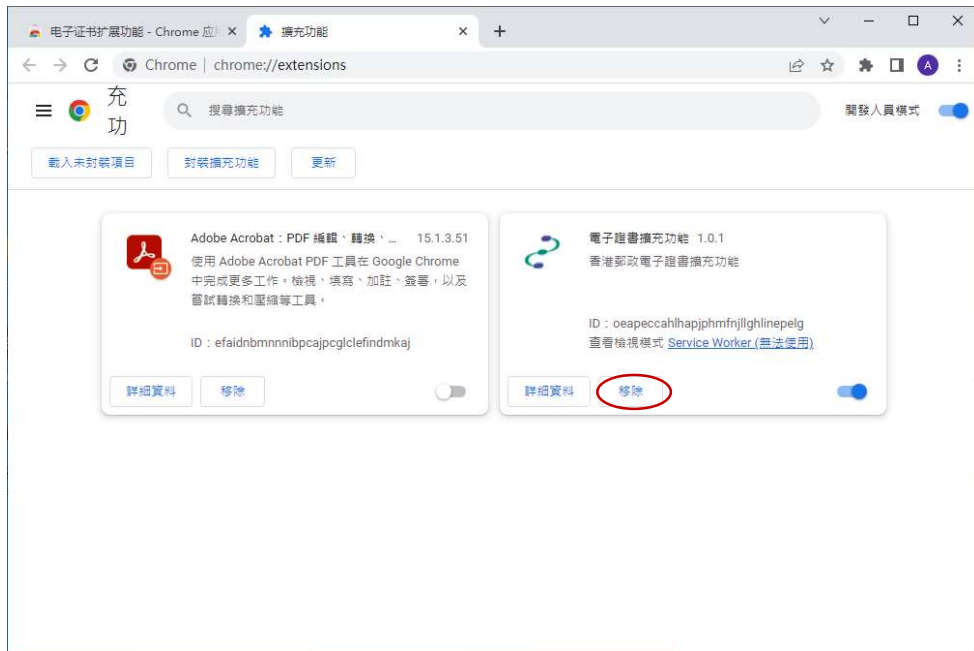 电子证书扩展功能 - Chrome 应
擴充功能
Chrome | chrome://extensions
A
充
功
搜尋擴充功能
開發人員模式
載入未封裝項目
封裝擴充功能
更新
Adobe Acrobat：PDF 編輯、轉換、... 15.1.3.51
使用 Adobe Acrobat PDF 工具在 Google Chrome
中完成更多工作。檢視、填寫、加註、簽署，以及
嘗試轉換和壓縮等工具。
ID：efaidnbmnnnibpcajpcglclefindmkaj
詳細資料
移除
電子證書擴充功能 1.0.1
香港郵政電子證書擴充功能
ID：oeapeccahlhapjphmfnjllghlinepelg
查看檢視模式 Service Worker (無法使用)
詳細資料
移除